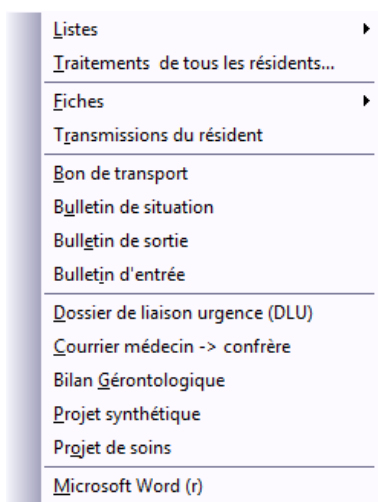 Listes
Traitements de tous les résidents...
Fiches
Transmissions du résident
Bon de transport
Bulletin de situation
Bulletin de sortie
Bulletin d'entrée
Dossier de liaison urgence (DLU)
Courrier médecin -> confrère
Bilan Gérontologique
Projet synthétique
Projet de soins
Microsoft Word (r)